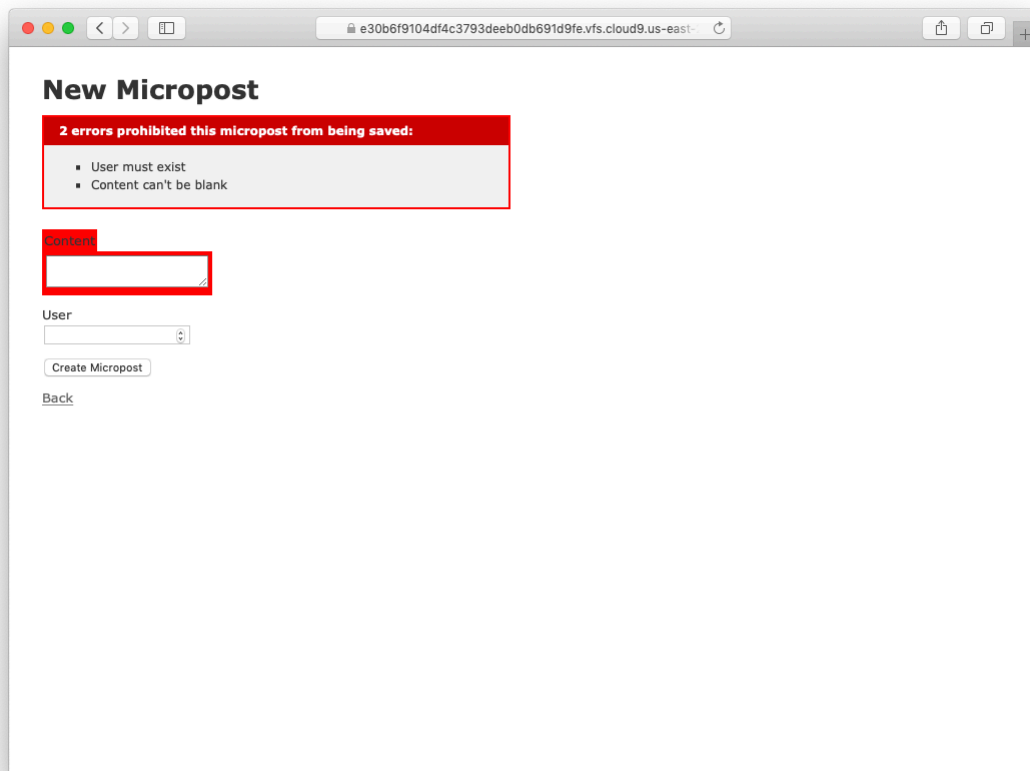 e30b6f9104df4c3793deeb0db691d9fe.vfs.cloud9.us-east-
New Micropost
2 errors prohibited this micropost from being saved:
User must exist
Content can't be blank
Content
User
Create Micropost
Back